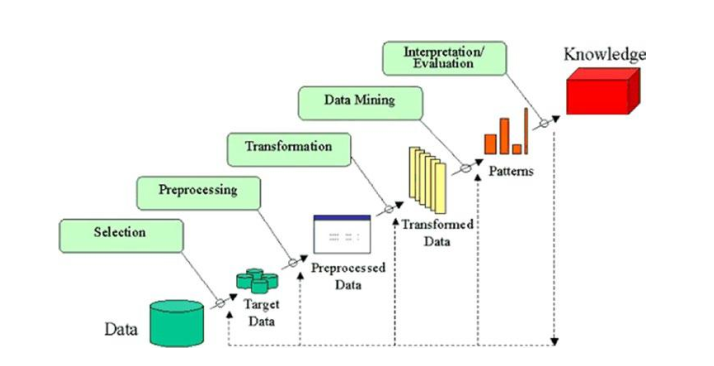 Interpretation/
Evaluation
Knowledge
Data Mining
Patterns
Transformation
Transformed
Data
Preprocessing
Preprocessed
Data
Selection
Target
Data
Data